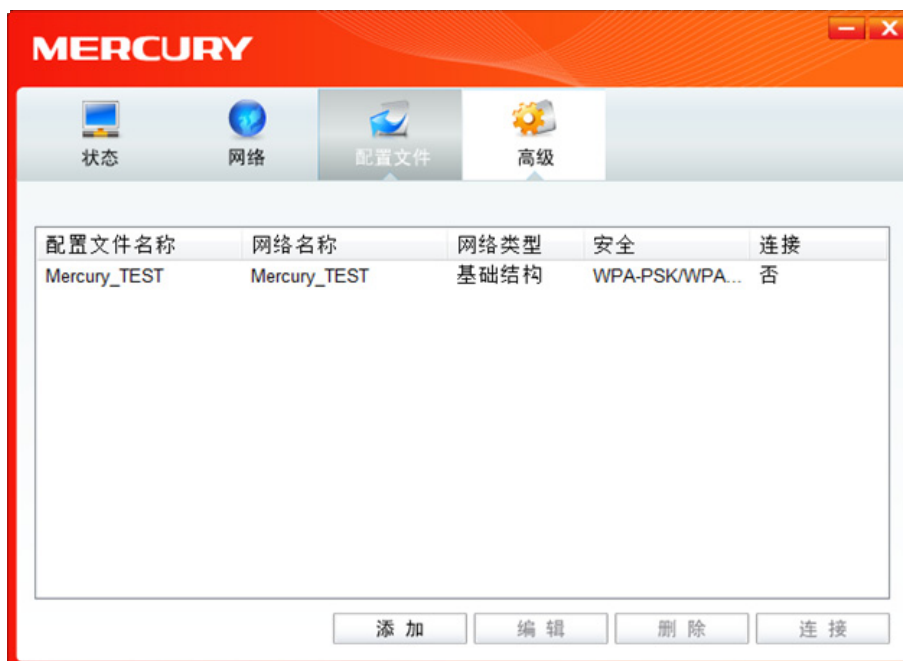 MERCURY
状态 网络 配置文件 高级
配置文件名称 网络名称 网络类型 安全 连接
Mercury_TEST Mercury_TEST 基础结构 WPA-PSK/WPA... 否
添加 编辑 删除 连接